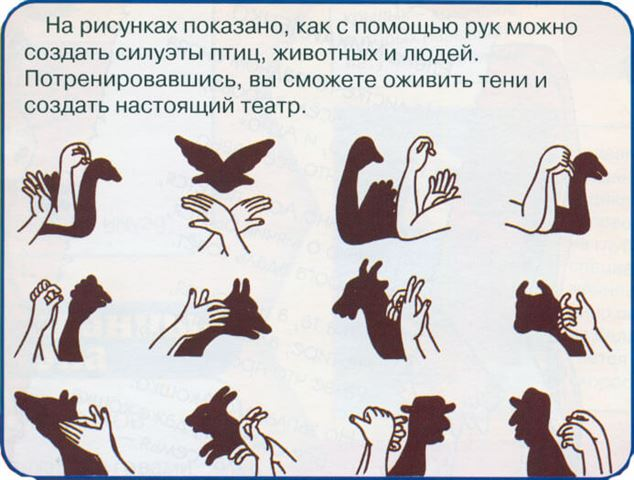 На рисунках показано, как с помощью рук можно
создать силуэты птиц, животных и людей.
Потренировавшись, вы сможете оживить тени и
создать настоящий театр.